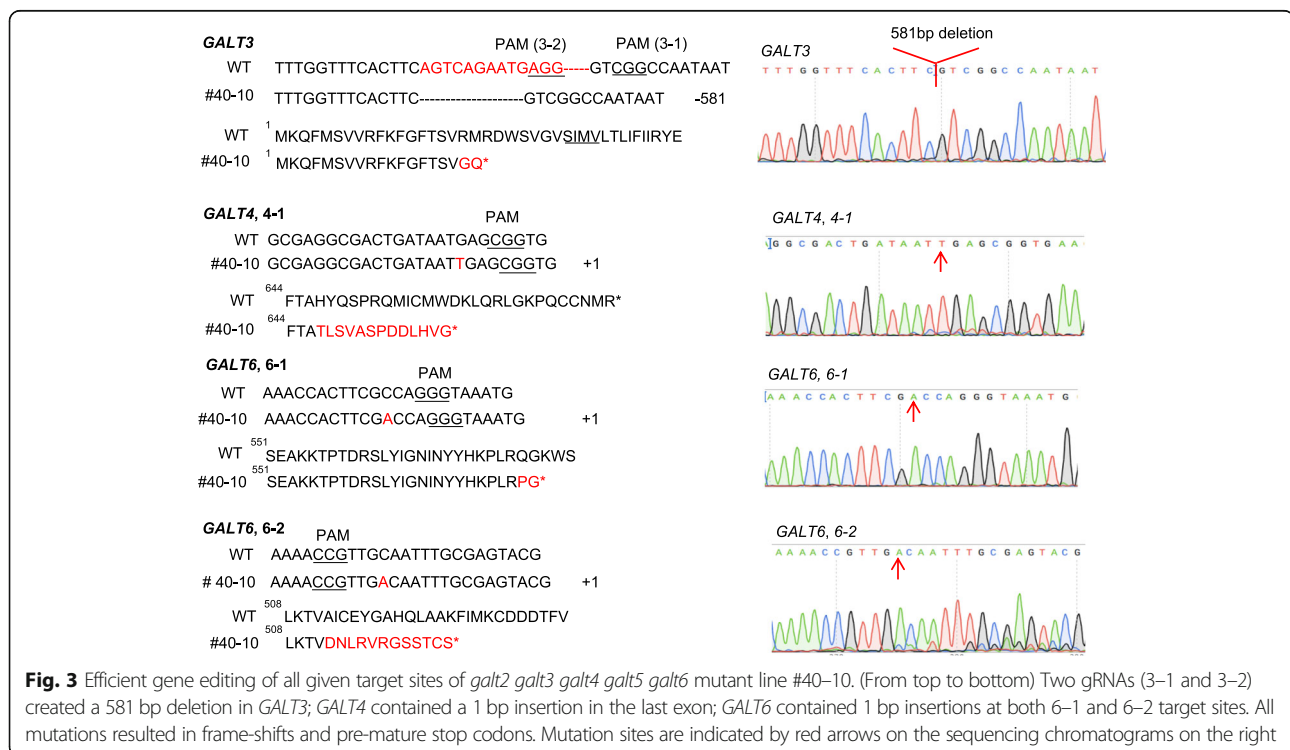 GALT3
PAM (3-2) PAM (3-1)
WT TTTGGTTTCACTTCAGTCAGAATGAGG-----GTCGGCCAATAAT
#40-10 TTTGGTTTCACTTC--------------------GTCGGCCAATAAT -581
WT 1 MKQFMSVVRFKFGFTSVRMRDWSVGVSIMVLTLIFIIRYE
#40-10 1 MKQFMSVVRFKFGFTSVGQ*
581bp deletion
GALT3
TTTGGTTTCACTTCGTCGGCCAATAAT
GALT4, 4-1
PAM
WT GCGAGGCGACTGATAATGAGCGGTG
#40-10 GCGAGGCGACTGATAATTGAGCGGTG +1
WT 644 FTAHYQSPRQMICMWDKLQRLGKPQCCNMR*
#40-10 644 FTATLSVASPDDLHVG*
GALT4, 4-1
GGCGACTGATAATTGAGCGGTGAA
GALT6, 6-1
PAM
WT AAACCACTTCGCCAGGGTAAATG
#40-10 AAACCACTTCGACCAGGGTAAATG +1
WT 551 SEAKKTPTDRSLYIGNINYYHKPLRQGKWS
#40-10 551 SEAKKTPTDRSLYIGNINYYHKPLRPG*
GALT6, 6-1
AAACCACTTCGACCAGGGTAAATG
GALT6, 6-2
PAM
WT AAAACCGTTGCAATTTGCGAGTACG
# 40-10 AAAACCGTTGACAATTTGCGAGTACG +1
WT 508 LKTVAICEYGAHQLAAKFIMKCDDDTFV
#40-10 508 LKTVDNLRVRGSSTCS*
GALT6, 6-2
AAAACCGTTGACAATTTGCGAGTACG
Fig. 3 Efficient gene editing of all given target sites of galt2 galt3 galt4 galt5 galt6 mutant line #40–10. (From top to bottom) Two gRNAs (3–1 and 3–2)
created a 581 bp deletion in GALT3; GALT4 contained a 1 bp insertion in the last exon; GALT6 contained 1 bp insertions at both 6–1 and 6–2 target sites. All
mutations resulted in frame-shifts and pre-mature stop codons. Mutation sites are indicated by red arrows on the sequencing chromatograms on the right